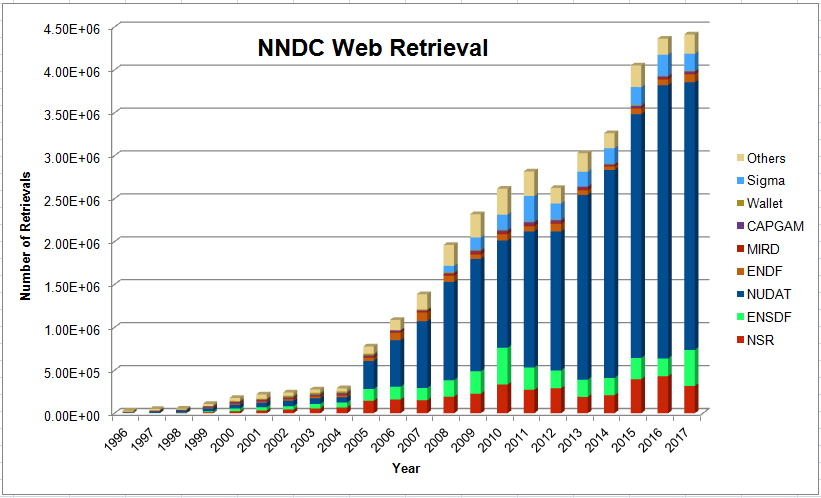 NNDC Web Retrieval
4.50E+06
4.00E+06
3.50E+06
3.00E+06
2.50E+06
2.00E+06
1.50E+06
1.00E+06
5.00E+05
0.00E+00
Number of Retrievals
1996
1997
1998
1999
2000
2001
2002
2003
2004
2005
2006
2007
2008
2009
2010
2011
2012
2013
2014
2015
2016
2017
Year
Others
Sigma
Wallet
CAPGAM
MIRD
ENDF
NUDAT
ENSDF
NSR